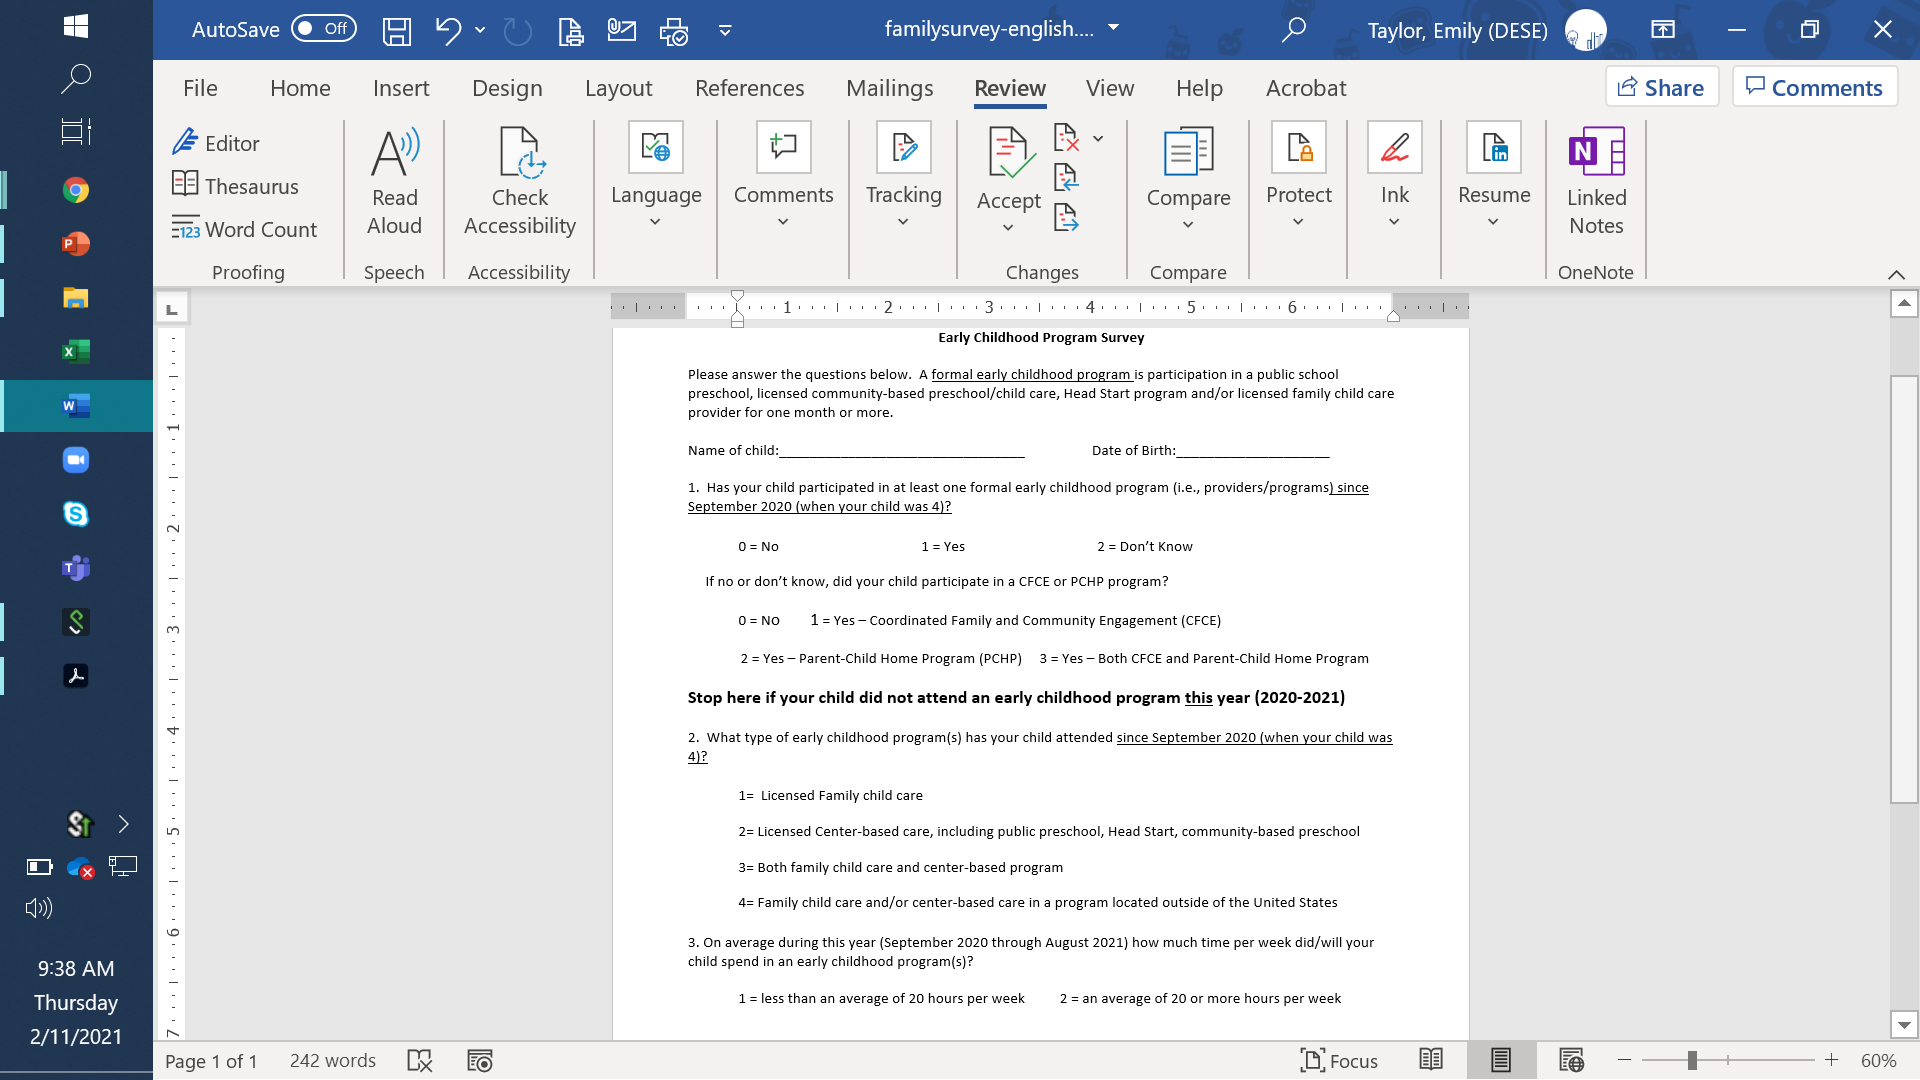 AutoSave Off familysurvey-english.... Taylor, Emily (DESE)
File Home Insert Design Layout References Mailings Review View Help Acrobat Share Comments
Editor
Thesaurus
Word Count
Proofing
Read Aloud
Speech
Check Accessibility
Accessibility
Language
Comments
Tracking
Accept
Changes
Compare
Compare
Protect
Ink
Resume
Linked Notes
OneNote
1 2 3 4 5 6
Early Childhood Program Survey
Please answer the questions below.  A formal early childhood program is participation in a public school
preschool, licensed community-based preschool/child care, Head Start program and/or licensed family child care
provider for one month or more.
Name of child:________________________________ Date of Birth:____________________
1.  Has your child participated in at least one formal early childhood program (i.e., providers/programs) since
September 2020 (when your child was 4)?
0 = No 1 = Yes 2 = Don’t Know
If no or don’t know, did your child participate in a CFCE or PCHP program?
0 = No 1 = Yes – Coordinated Family and Community Engagement (CFCE)
2 = Yes – Parent-Child Home Program (PCHP) 3 = Yes – Both CFCE and Parent-Child Home Program
Stop here if your child did not attend an early childhood program this year (2020-2021)
2.  What type of early childhood program(s) has your child attended since September 2020 (when your child was
4)?
1=  Licensed Family child care
2= Licensed Center-based care, including public preschool, Head Start, community-based preschool
3= Both family child care and center-based program
4= Family child care and/or center-based care in a program located outside of the United States
3. On average during this year (September 2020 through August 2021) how much time per week did/will your
child spend in an early childhood program(s)?
1 = less than an average of 20 hours per week 2 = an average of 20 or more hours per week
1
2
3
4
5
6
7
9:38 AM
Thursday
2/11/2021
Page 1 of 1 242 words Focus 60%